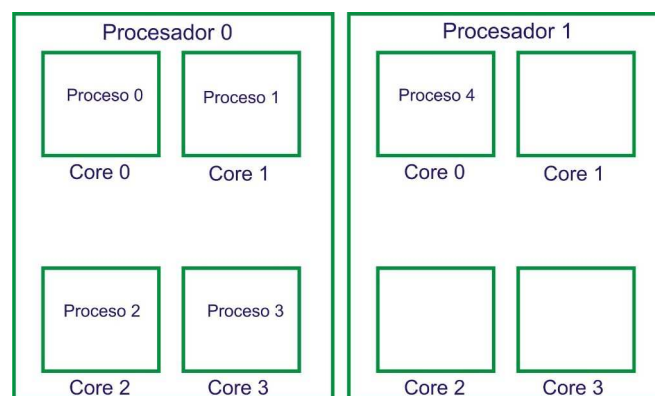 Procesador 0
Procesador 1
Proceso 0
Proceso 1
Proceso 4
Core 0
Core 1
Core 0
Core 1
Proceso 2
Proceso 3
Core 2
Core 3
Core 2
Core 3